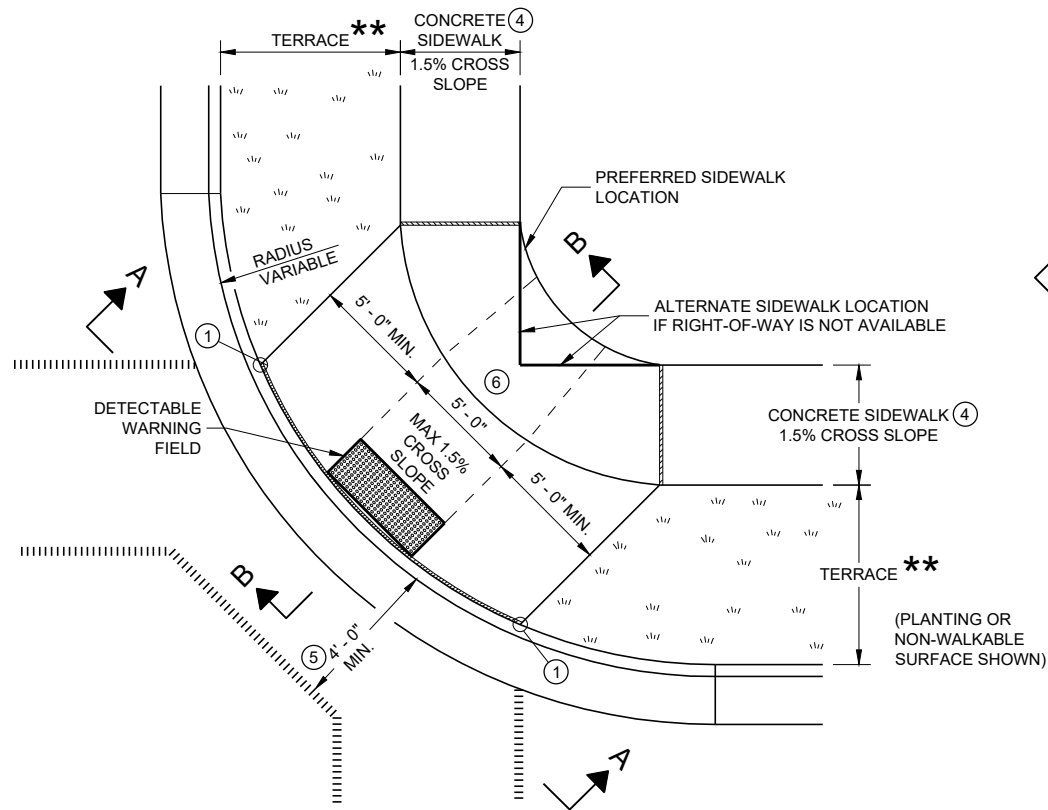 TERRACE **
CONCRETE ④
SIDEWALK
1.5% CROSS
SLOPE
PREFERRED SIDEWALK
LOCATION
RADIUS
VARIABLE
B
A
ALTERNATE SIDEWALK LOCATION
IF RIGHT-OF-WAY IS NOT AVAILABLE
①
5' - 0" MIN.
⑥
DETECTABLE
WARNING
FIELD
5' - 0"
MAX 1.5%
CROSS
SLOPE
CONCRETE SIDEWALK ④
1.5% CROSS SLOPE
5' - 0" MIN.
TERRACE **
(PLANTING OR
NON-WALKABLE
SURFACE SHOWN)
B
⑤ 4' - 0"
MIN.
①
A